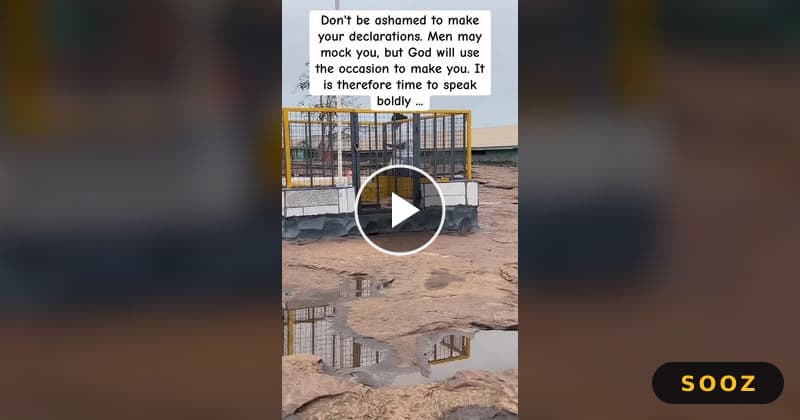 Don't be ashamed to make
your declarations. Men may
mock you, but God will use
the occasion to make you. It
is therefore time to speak
boldly ...
SOOZ